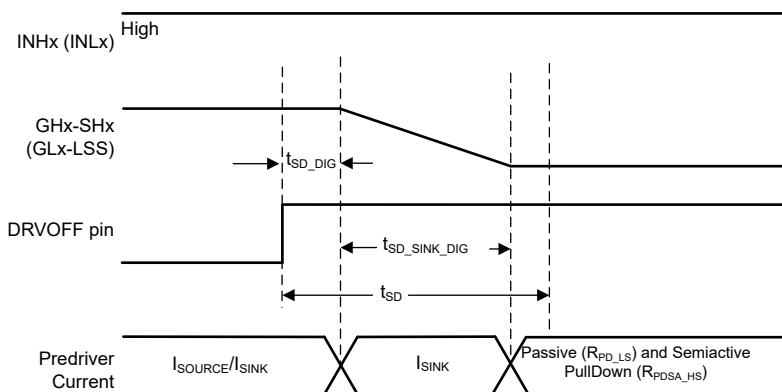 High
INHx (INLx)
GHx-SHx
(GLx-LSS)
tSD_DIG
DRVOFF pin
tSD_SINK_DIG
tSD
Predriver
Current
ISOURCE/ISINK
ISINK
Passive (RPD_LS) and Semiactive
PullDown (RPDSA_HS)